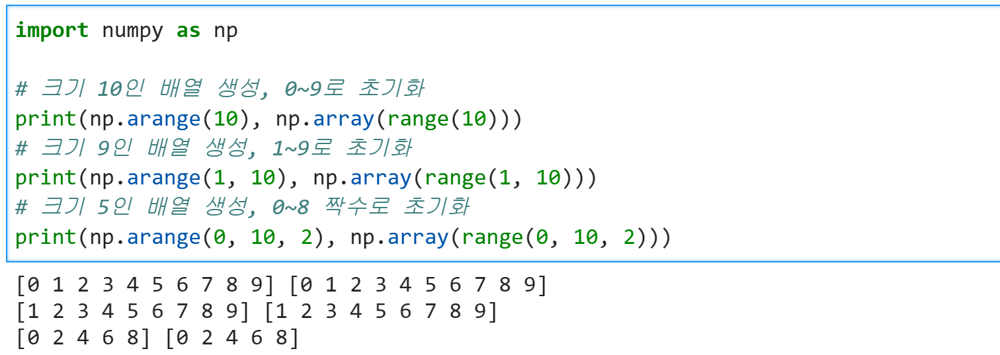 import numpy as np
# 크기 10인 배열 생성, 0~9로 초기화
print(np.arange(10), np.array(range(10)))
# 크기 9인 배열 생성, 1~9로 초기화
print(np.arange(1, 10), np.array(range(1, 10)))
# 크기 5인 배열 생성, 0~8 짝수로 초기화
print(np.arange(0, 10, 2), np.array(range(0, 10, 2)))
[0 1 2 3 4 5 6 7 8 9] [0 1 2 3 4 5 6 7 8 9]
[1 2 3 4 5 6 7 8 9] [1 2 3 4 5 6 7 8 9]
[0 2 4 6 8] [0 2 4 6 8]